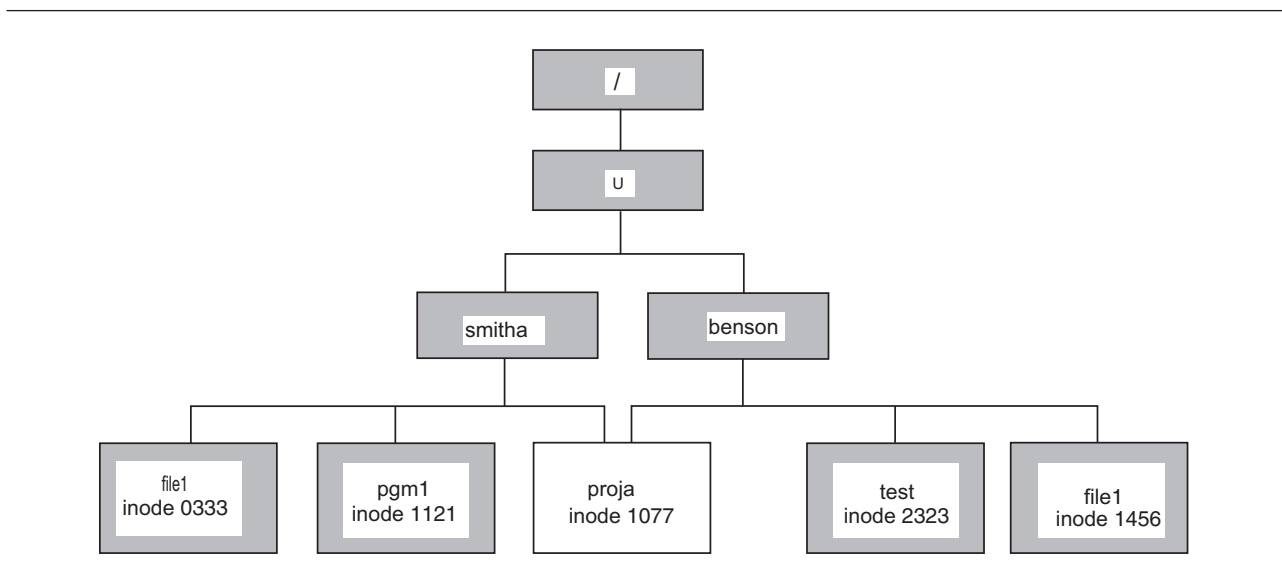 /
U
smitha
benson
file1
inode 0333
pgm1
inode 1121
proja
inode 1077
test
inode 2323
file1
inode 1456